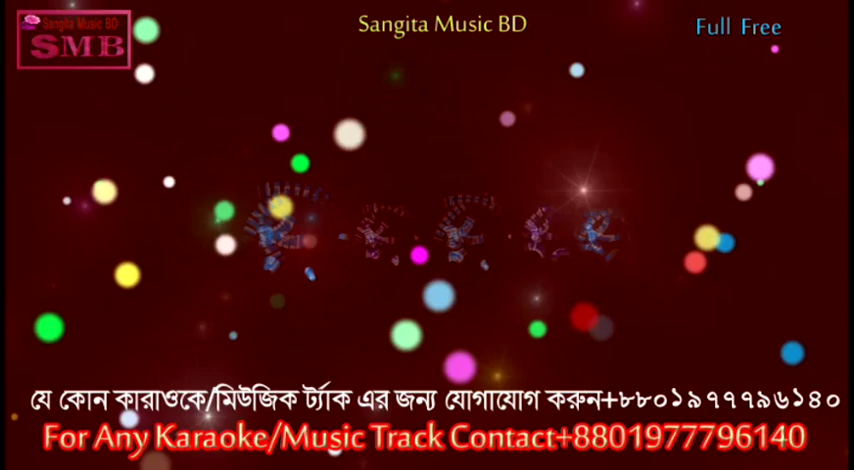 Sangita Music BD
SMB
Sangita Music BD
Full Free
যে কোন কারাওকে/মিউজিক ট্যাক এর জন্য যোগাযোগ করুন+৮৮০১৯৭৭৭৯৬১৪০
For Any Karaoke/Music Track Contact+8801977796140